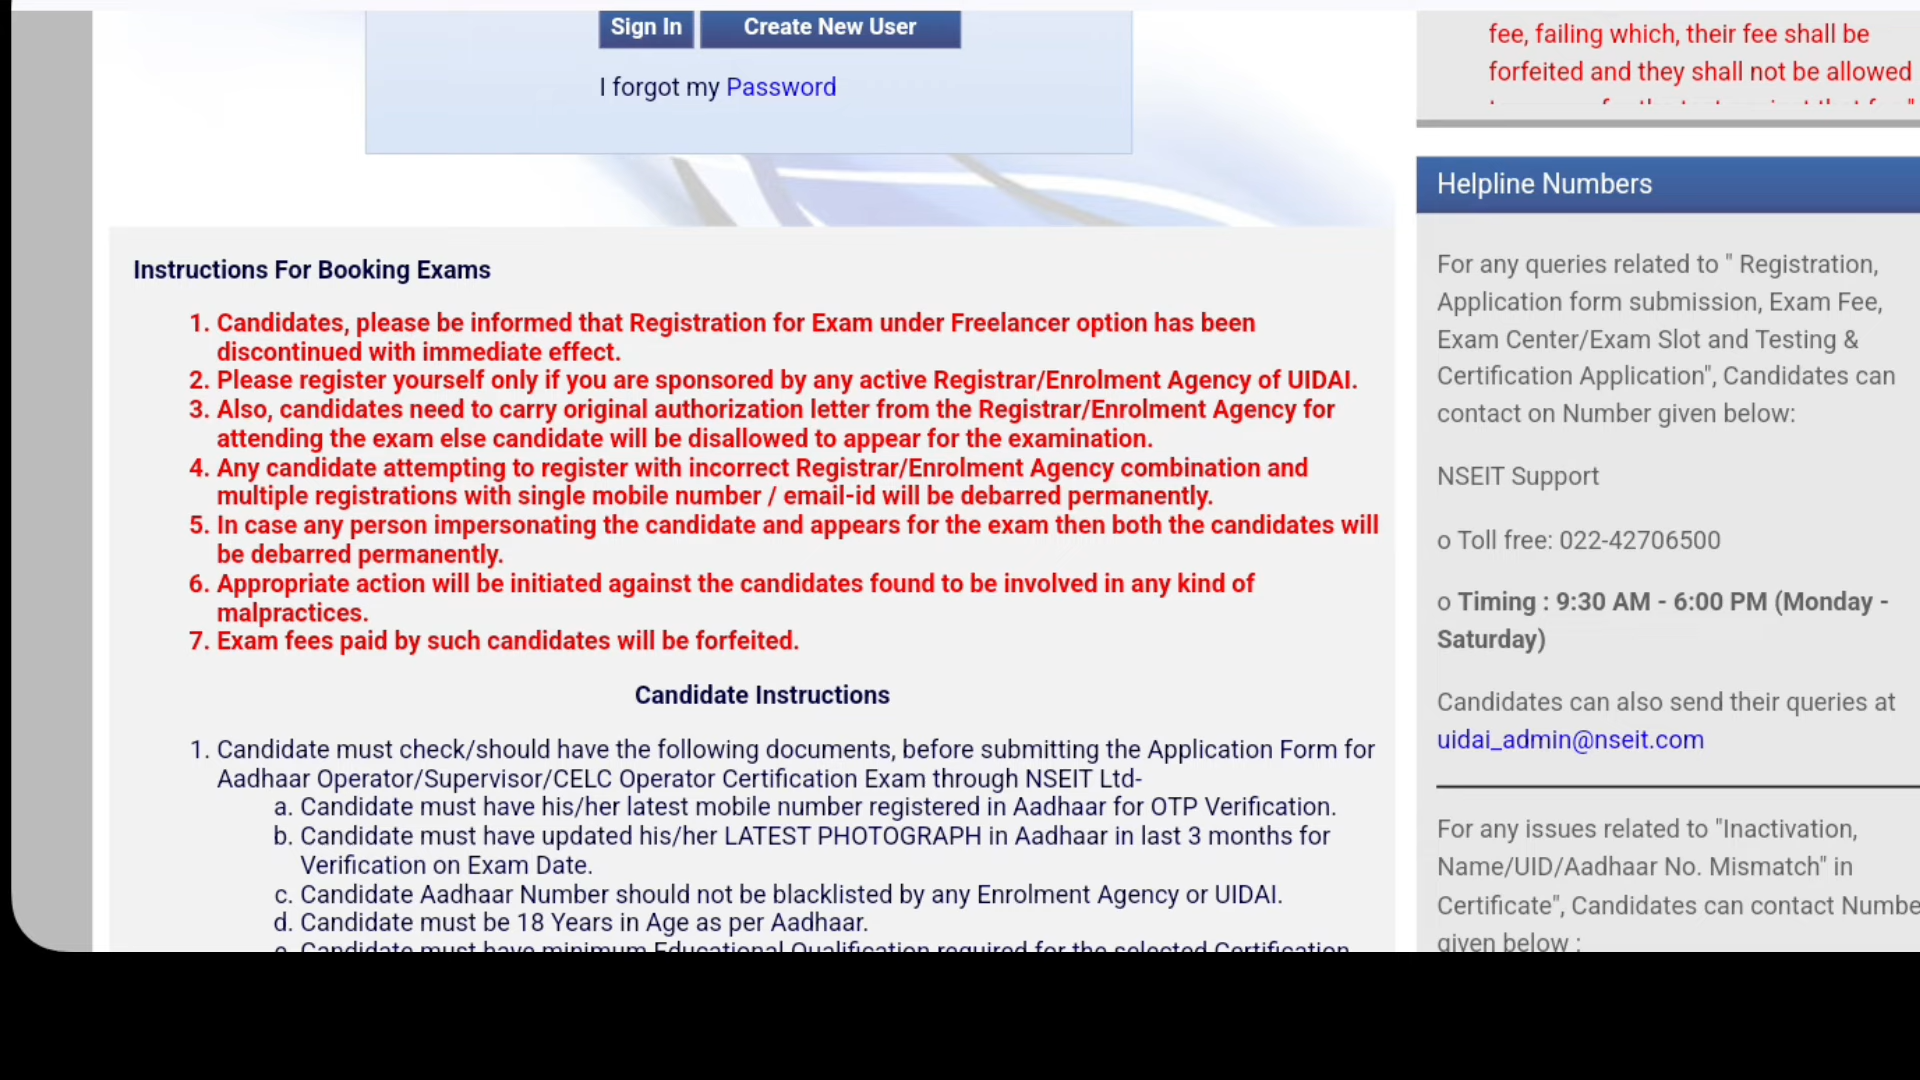 Sign In
Create New User
I forgot my Password
Instructions For Booking Exams
1. Candidates, please be informed that Registration for Exam under Freelancer option has been
discontinued with immediate effect.
2. Please register yourself only if you are sponsored by any active Registrar/Enrolment Agency of UIDAI.
3. Also, candidates need to carry original authorization letter from the Registrar/Enrolment Agency for
attending the exam else candidate will be disallowed to appear for the examination.
4. Any candidate attempting to register with incorrect Registrar/Enrolment Agency combination and
multiple registrations with single mobile number / email-id will be debarred permanently.
5. In case any person impersonating the candidate and appears for the exam then both the candidates will
be debarred permanently.
6. Appropriate action will be initiated against the candidates found to be involved in any kind of
malpractices.
7. Exam fees paid by such candidates will be forfeited.
Candidate Instructions
1. Candidate must check/should have the following documents, before submitting the Application Form for
Aadhaar Operator/Supervisor/CELC Operator Certification Exam through NSEIT Ltd-
a. Candidate must have his/her latest mobile number registered in Aadhaar for OTP Verification.
b. Candidate must have updated his/her LATEST PHOTOGRAPH in Aadhaar in last 3 months for
Verification on Exam Date.
c. Candidate Aadhaar Number should not be blacklisted by any Enrolment Agency or UIDAI.
d. Candidate must be 18 Years in Age as per Aadhaar.
e. Candidate must have minimum Educational Qualification required for the selected Certification
fee, failing which, their fee shall be
forfeited and they shall not be allowed
Helpline Numbers
For any queries related to " Registration,
Application form submission, Exam Fee,
Exam Center/Exam Slot and Testing &
Certification Application", Candidates can
contact on Number given below:
NSEIT Support
o Toll free: 022-42706500
o Timing : 9:30 AM - 6:00 PM (Monday -
Saturday)
Candidates can also send their queries at
uidai_admin@nseit.com
For any issues related to "Inactivation,
Name/UID/Aadhaar No. Mismatch" in
Certificate", Candidates can contact Numbe
given below :